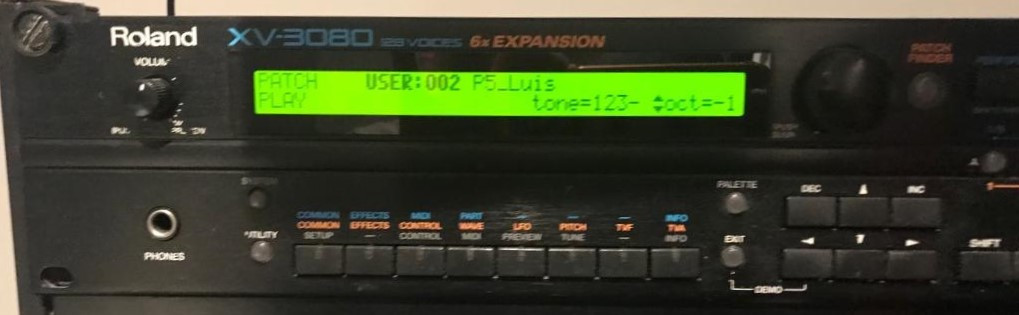 Roland XV-3080 128 VOICES 6x EXPANSION
VOLUME
PATCH USER:002 P5_Luis
PLAY tone=123- oct=-1
PATCH
FINDER
A
PALETTE
DEC INC
COMMON EFFECTS MIDI PART — — — INFO
COMMON EFFECTS CONTROL WAVE LFO PITCH TVF TVA
SETUP — CONTROL MIDI PREVIEW TUNE — INFO
UTILITY
EXIT
SHIFT
PHONES
DEMO